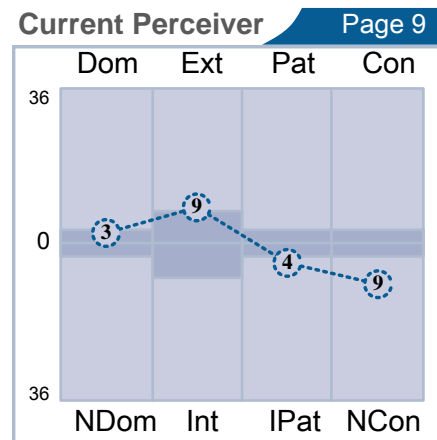 Current Perceiver Page 9
Dom Ext Pat Con
36
9
3
0
4
9
36
NDom Int IPat NCon